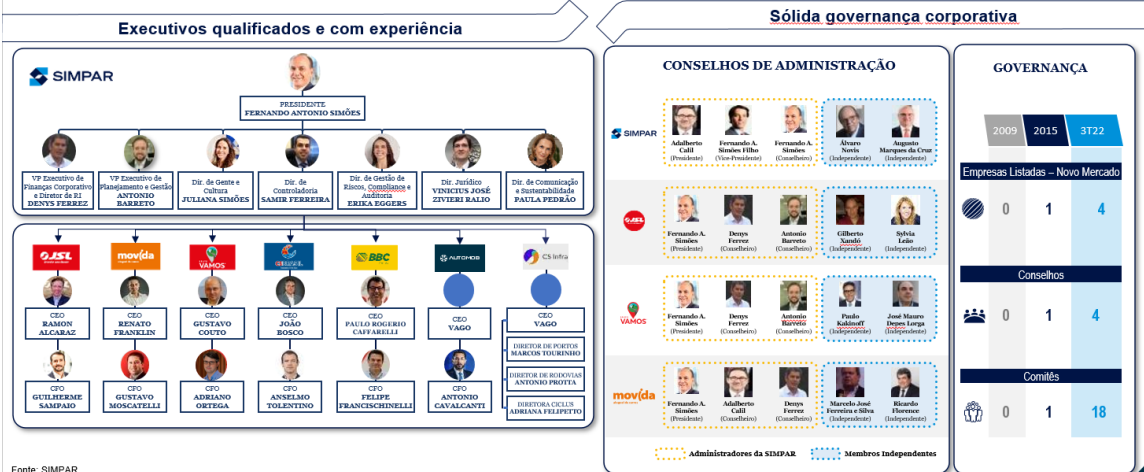 Executivos qualificados e com experiência
SIMPAR
PRESIDENTE
FERNANDO ANTONIO SIMÕES
VP Executivo de
Finanças Corporativo
e Diretor de RI
DENYS FERREZ
VP Executivo de
Planejamento e Gestão
ANTONIO
BARRETO
Dir. de Gente e
Cultura
JULIANA SIMÕES
Dir. de
Controladoria
SAMIR FERREIRA
Dir. de Gestão de
Riscos, Compliance e
Auditoria
ERIKA EGGERS
Dir. Jurídico
VINICIUS JOSÉ
ZIVIERI RALIO
Dir. de Comunicação
e Sustentabilidade
PAULA PEDRÃO
JSL
movida
VAMOS
BBC
AUTOMOB
CS Infra
CEO
RAMON
ALCARAZ
CEO
RENATO
FRANKLIN
CEO
GUSTAVO
COUTO
CEO
JOÃO
BOSCO
CEO
PAULO ROGERIO
CAFFARELLI
CEO
VAGO
CEO
VAGO
DIRETOR DE PORTOS
MARCOS TOURINHO
DIRETOR DE RODOVIAS
ANTONIO PROTTA
DIRETORA CICLUS
ADRIANA FELIPETTO
CFO
GUILHERME
SAMPAIO
CFO
GUSTAVO
MOSCATELLI
CFO
ADRIANO
ORTEGA
CFO
ANSELMO
TOLENTINO
CFO
FELIPE
FRANCISCHINELLI
CFO
ANTONIO
CAVALCANTI
Fonte: SIMPAR
Sólida governança corporativa
CONSELHOS DE ADMINISTRAÇÃO
SIMPAR
Adalberto
Calil
(Presidente)
Fernando A.
Simões Filho
(Vice-Presidente)
Fernando A.
Simões
(Conselheiro)
Álvaro
Novis
(Independente)
Augusto
Marques da Cruz
(Independente)
JSL
Fernando A.
Simões
(Presidente)
Denys
Ferrez
(Conselheiro)
Antonio
Barreto
(Conselheiro)
Gilberto
Xandó
(Independente)
Sylvia
Leão
(Independente)
VAMOS
Fernando A.
Simões
(Presidente)
Denys
Ferrez
(Conselheiro)
Antonio
Barreto
(Conselheiro)
Paulo
Kakinoff
(Independente)
José Mauro
Depes Lorga
(Independente)
movida
Fernando A.
Simões
(Presidente)
Adalberto
Calil
(Conselheiro)
Denys
Ferrez
(Conselheiro)
Marcelo José
Ferreira e Silva
(Independente)
Ricardo
Florence
(Independente)
Administradores da SIMPAR
Membros Independentes
GOVERNANÇA
2009 2015 3T22
Empresas Listadas – Novo Mercado
0 1 4
Conselhos
0 1 4
Comitês
0 1 18